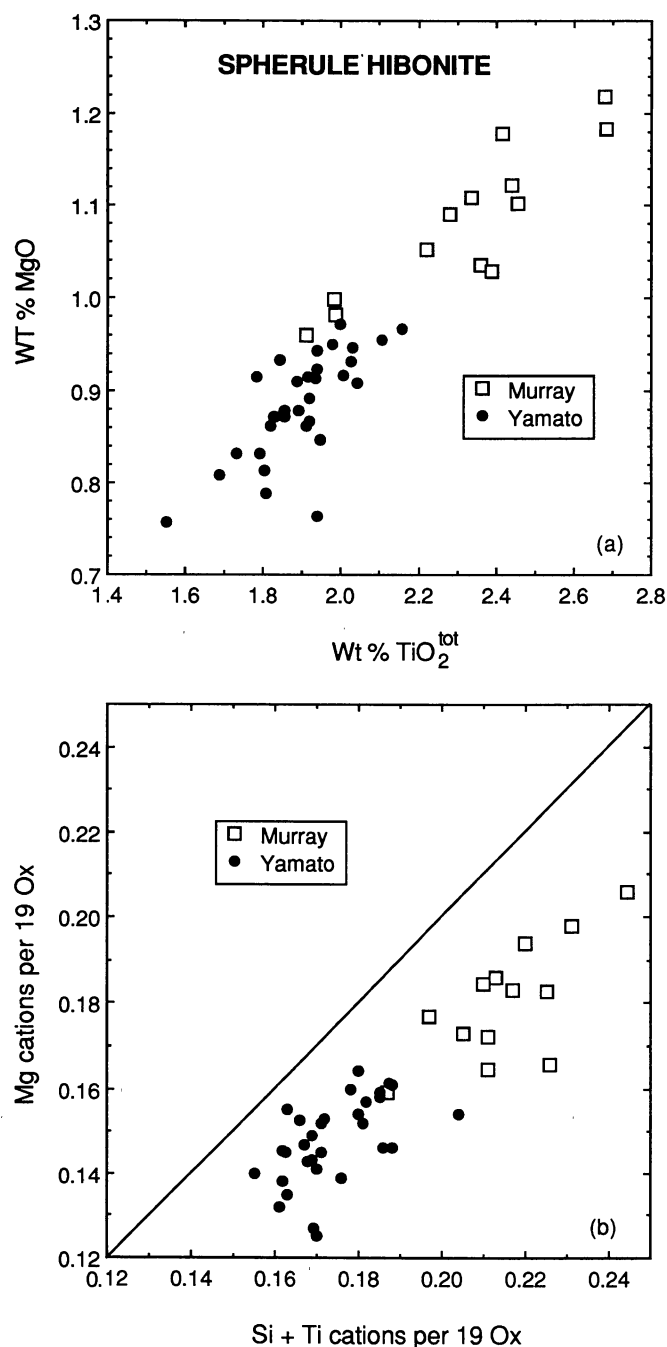 SPHERULE HIBONITE
1.3
1.2
1.1
1.0
0.9
0.8
0.7
WT % MgO
Murray
Yamato
(a)
1.4 1.6 1.8 2.0 2.2 2.4 2.6 2.8
Wt % TiO₂ᵗᵒᵗ
0.24
0.22
0.20
0.18
0.16
0.14
0.12
Mg cations per 19 Ox
Murray
Yamato
(b)
0.12 0.14 0.16 0.18 0.20 0.22 0.24
Si + Ti cations per 19 Ox